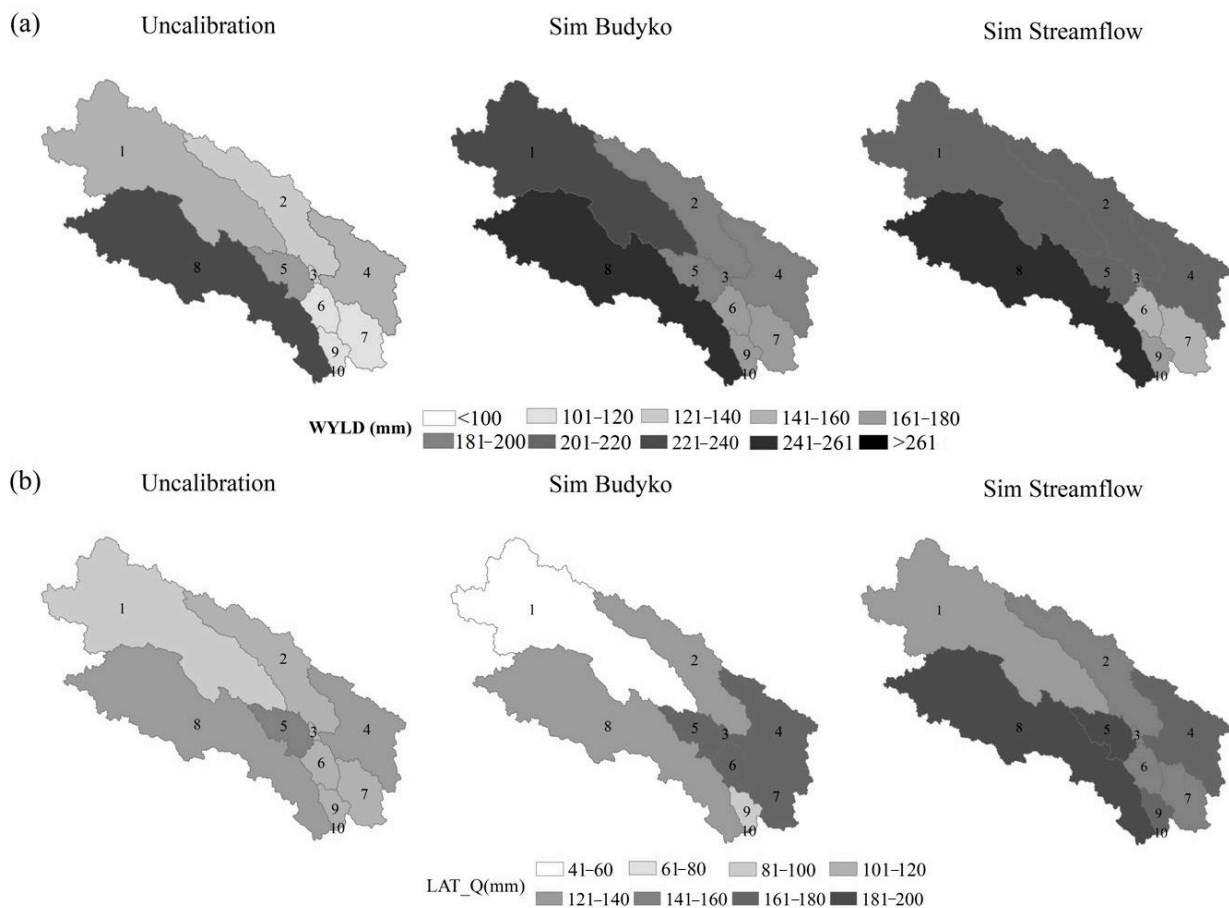 (a)
Uncalibration Sim Budyko Sim Streamflow
1 1 1
2 2 2
8 5 3 4 8 5 3 4 8 5 3 4
6 6 6
7 7 7
9 9 9
10 10 10
WYLD (mm) <100 101–120 121–140 141–160 161–180
181–200 201–220 221–240 241–261 >261
(b)
Uncalibration Sim Budyko Sim Streamflow
1 1 1
2 2 2
8 5 3 4 8 5 3 4 8 5 3 4
6 6 6
7 7 7
9 9 9
10 10 10
LAT_Q(mm) 41–60 61–80 81–100 101–120
121–140 141–160 161–180 181–200